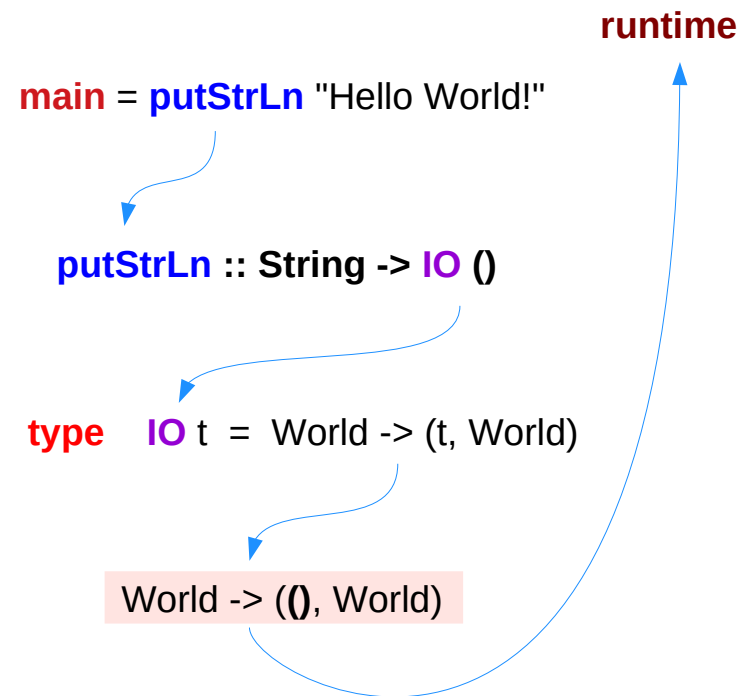 runtime
main = putStrLn "Hello World!"
putStrLn :: String -> IO ()
type IO t = World -> (t, World)
World -> ((), World)